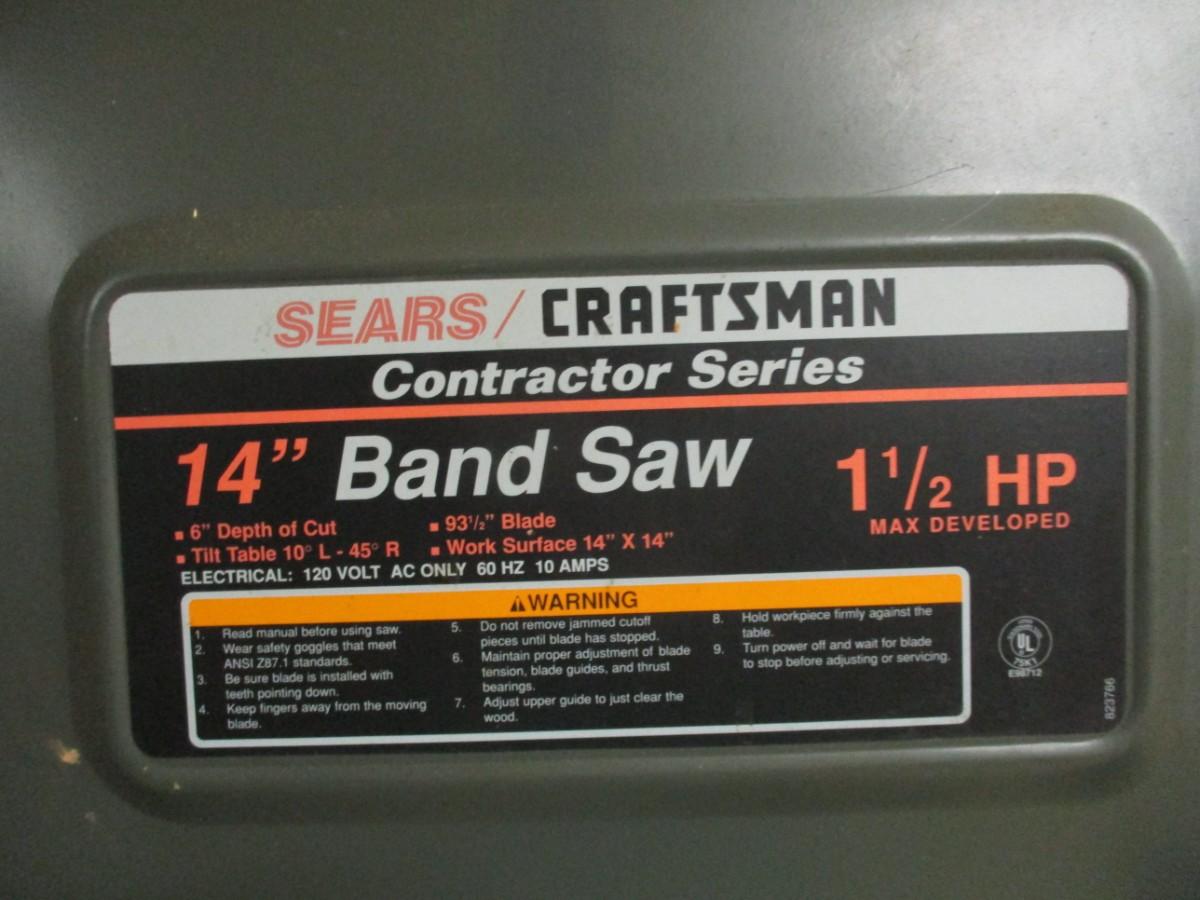 SEARS / CRAFTSMAN
Contractor Series
14” Band Saw
1 1/2 HP
MAX DEVELOPED
▪ 6” Depth of Cut
▪ Tilt Table 10° L - 45° R
▪ 93 1/2” Blade
▪ Work Surface 14” X 14”
ELECTRICAL: 120 VOLT AC ONLY 60 HZ 10 AMPS
⚠WARNING
1. Read manual before using saw.
2. Wear safety goggles that meet
ANSI Z87.1 standards.
3. Be sure blade is installed with
teeth pointing down.
4. Keep fingers away from the moving
blade.
5. Do not remove jammed cutoff
pieces until blade has stopped.
6. Maintain proper adjustment of blade
tension, blade guides, and thrust
bearings.
7. Adjust upper guide to just clear the
wood.
8. Hold workpiece firmly against the
table.
9. Turn power off and wait for blade
to stop before adjusting or servicing.
UL
75K1
E98712
823766